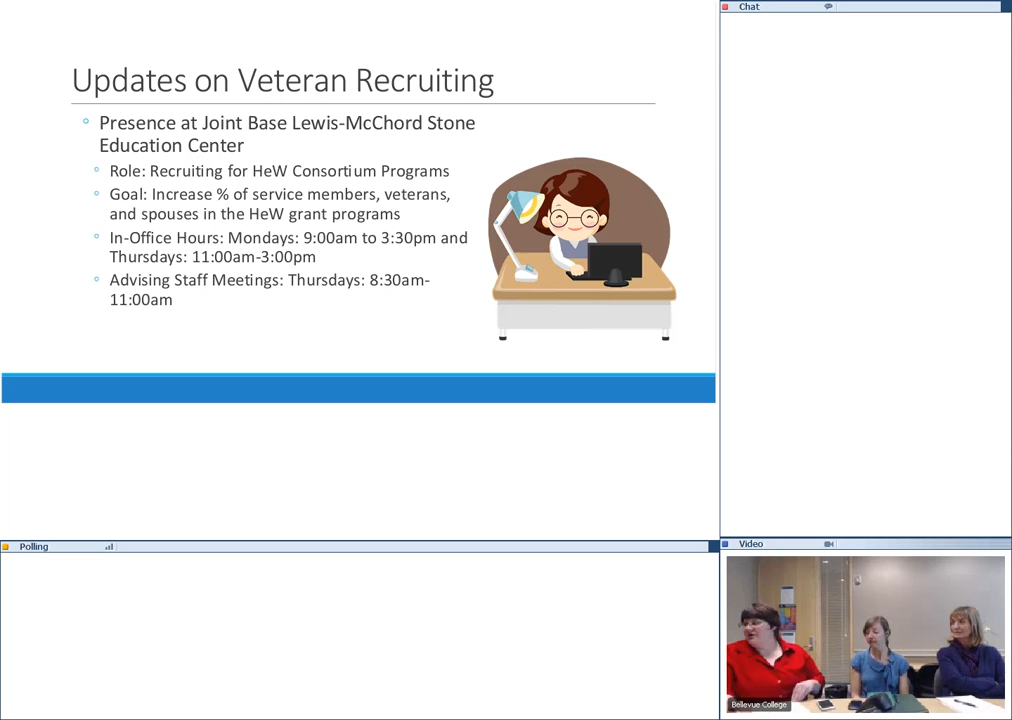 Updates on Veteran Recruiting
Presence at Joint Base Lewis-McChord Stone
Education Center
Role: Recruiting for HeW Consortium Programs
Goal: Increase % of service members, veterans,
and spouses in the HeW grant programs
In-Office Hours: Mondays: 9:00am to 3:30pm and
Thursdays: 11:00am-3:00pm
Advising Staff Meetings: Thursdays: 8:30am-
11:00am
Chat
Polling
Video
Bellevue College